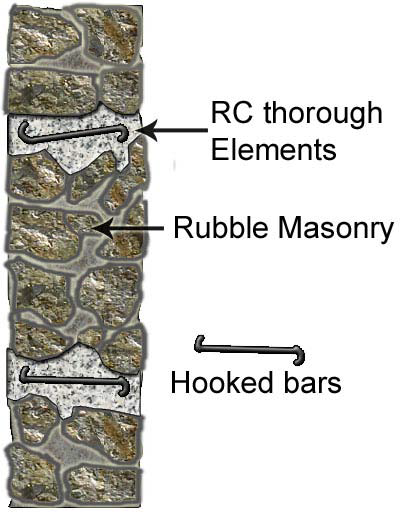 RC thorough
Elements
Rubble Masonry
Hooked bars